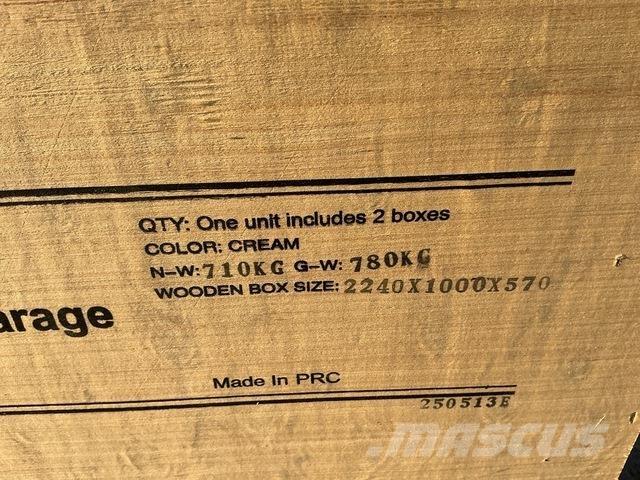 QTY: One unit includes 2 boxes
COLOR: CREAM
N-W: 710KG G-W: 780KG
WOODEN BOX SIZE: 2240X1000X570
arage
Made In PRC
250513E
MASCUS